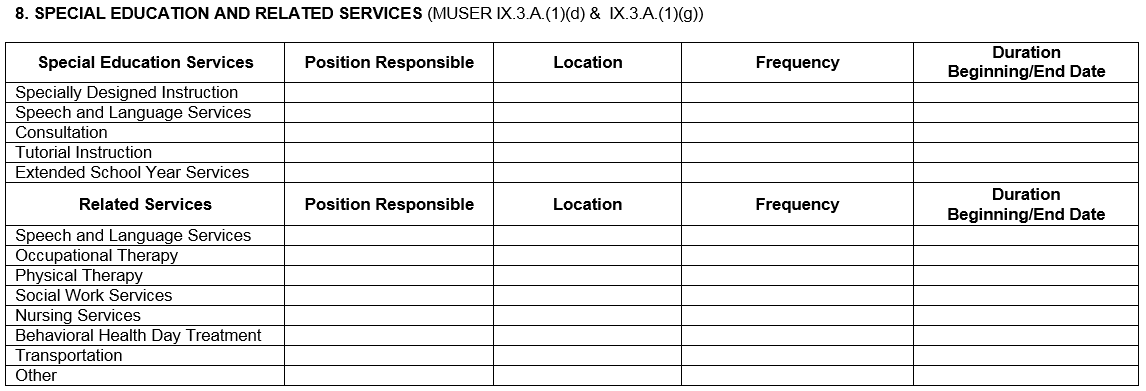 8. SPECIAL EDUCATION AND RELATED SERVICES (MUSER IX.3.A.(1)(d) & IX.3.A.(1)(g))
Special Education Services Position Responsible Location Frequency Duration Beginning/End Date
Specially Designed Instruction
Speech and Language Services
Consultation
Tutorial Instruction
Extended School Year Services
Related Services Position Responsible Location Frequency Duration Beginning/End Date
Speech and Language Services
Occupational Therapy
Physical Therapy
Social Work Services
Nursing Services
Behavioral Health Day Treatment
Transportation
Other